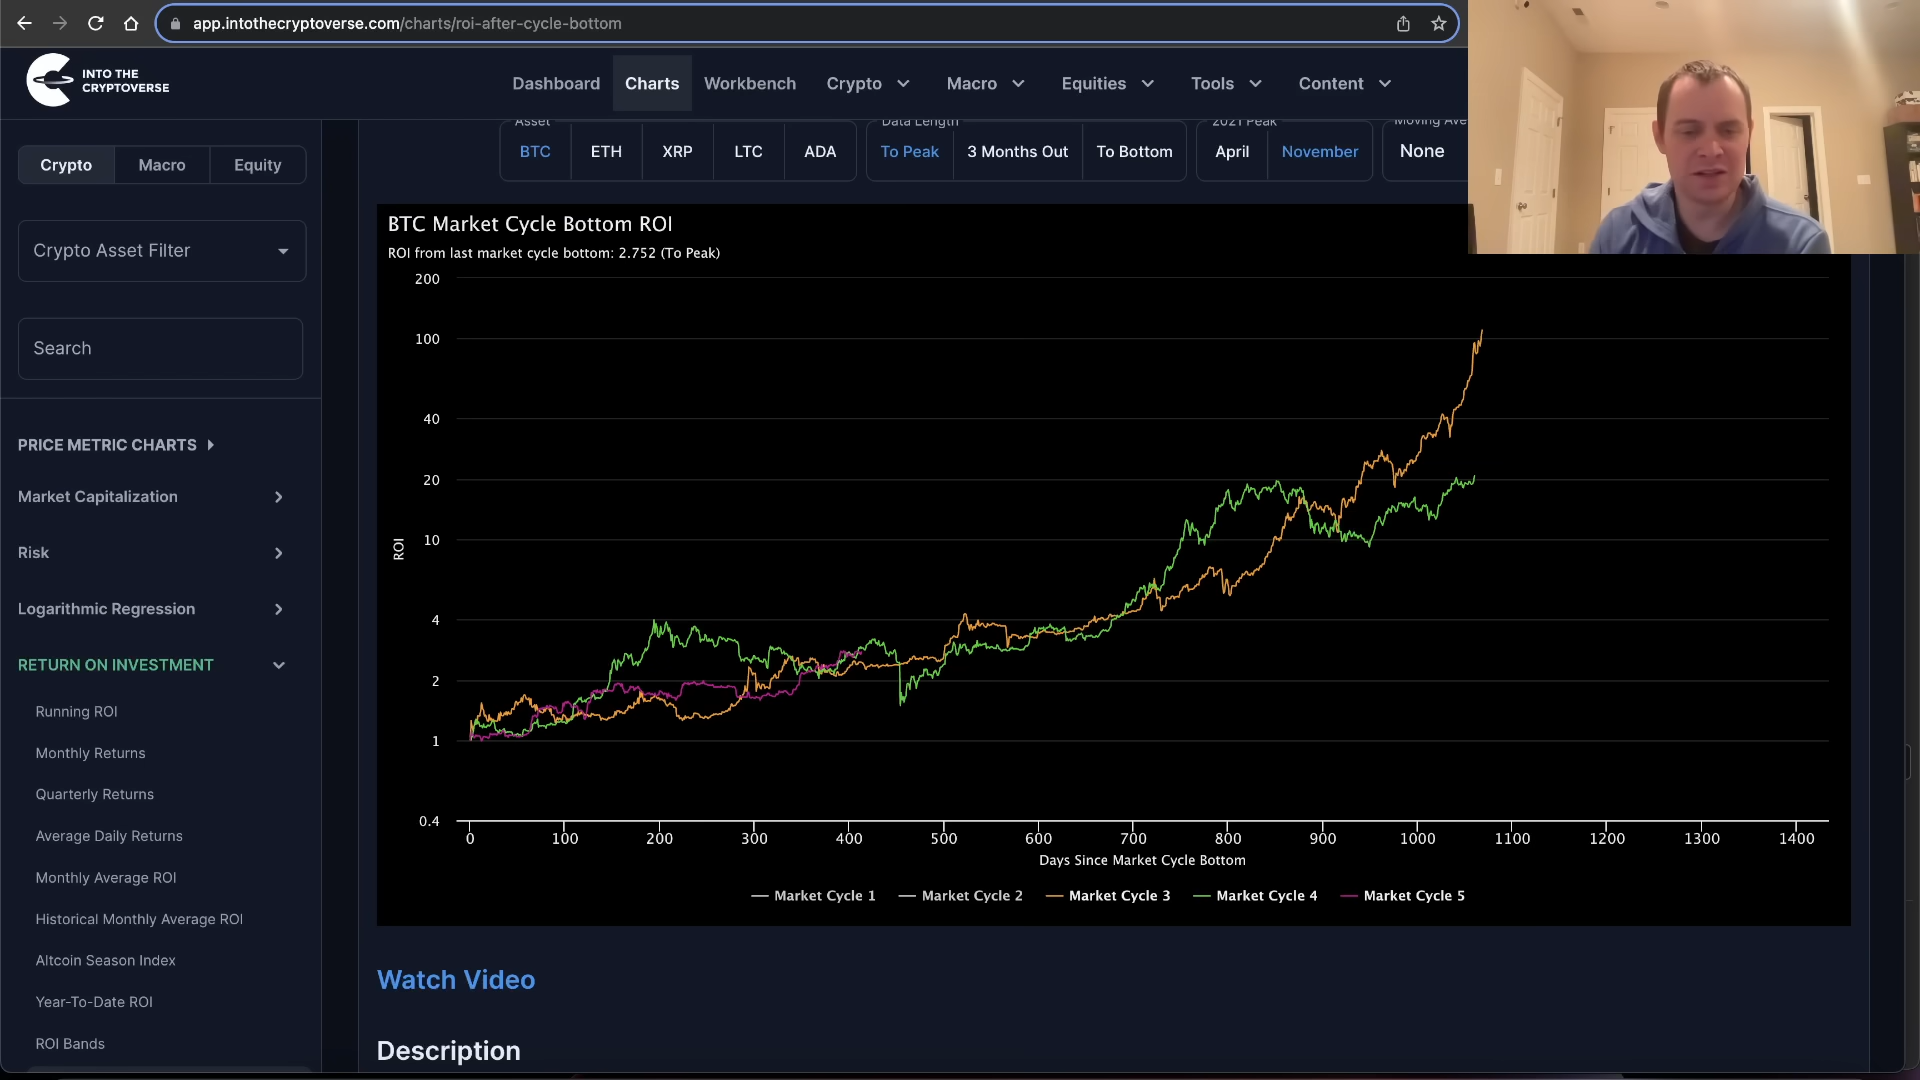 app.intothecryptoverse.com/charts/roi-after-cycle-bottom
INTO THE
CRYPTOVERSE
Dashboard
Charts
Workbench
Crypto
Macro
Equities
Tools
Content
Crypto
Macro
Equity
Crypto Asset Filter
Search
PRICE METRIC CHARTS
Market Capitalization
Risk
Logarithmic Regression
RETURN ON INVESTMENT
Running ROI
Monthly Returns
Quarterly Returns
Average Daily Returns
Monthly Average ROI
Historical Monthly Average ROI
Altcoin Season Index
Year-To-Date ROI
ROI Bands
Asset
BTC
ETH
XRP
LTC
ADA
Data Length
To Peak
3 Months Out
To Bottom
2021 Peak
April
November
Moving Ave
None
BTC Market Cycle Bottom ROI
ROI from last market cycle bottom: 2.752 (To Peak)
200
100
40
20
10
4
2
1
0.4
ROI
0 100 200 300 400 500 600 700 800 900 1000 1100 1200 1300 1400
Days Since Market Cycle Bottom
Market Cycle 1 Market Cycle 2 Market Cycle 3 Market Cycle 4 Market Cycle 5
Watch Video
Description